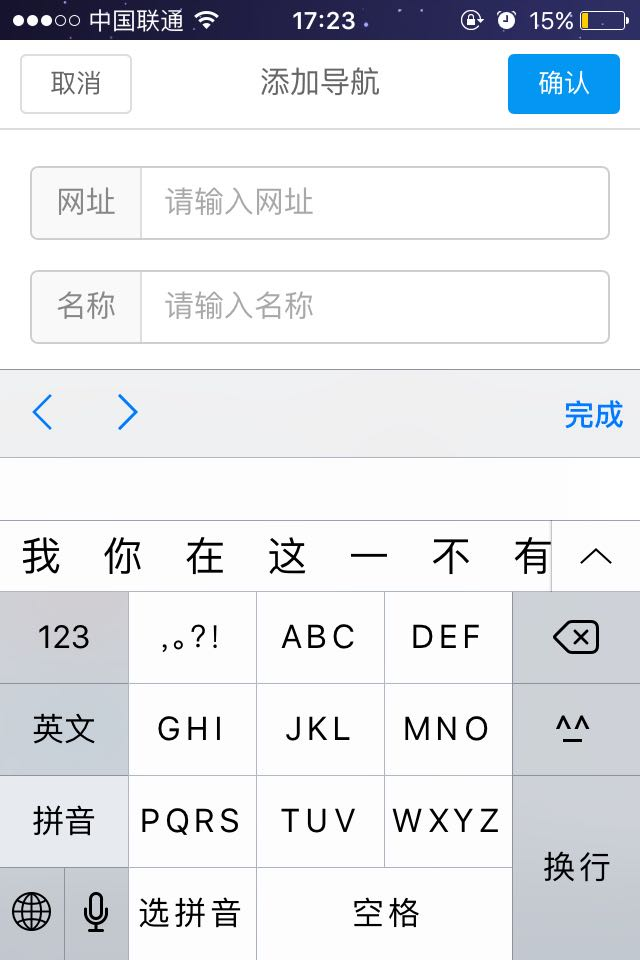 中国联通 17:23 15%
取消 添加导航 确认
网址 请输入网址
名称 请输入名称
完成
我 你 在 这 一 不 有
123 ,。?! ABC DEF
英文 GHI JKL MNO ^_^
拼音 PQRS TUV WXYZ
换行
选拼音 空格